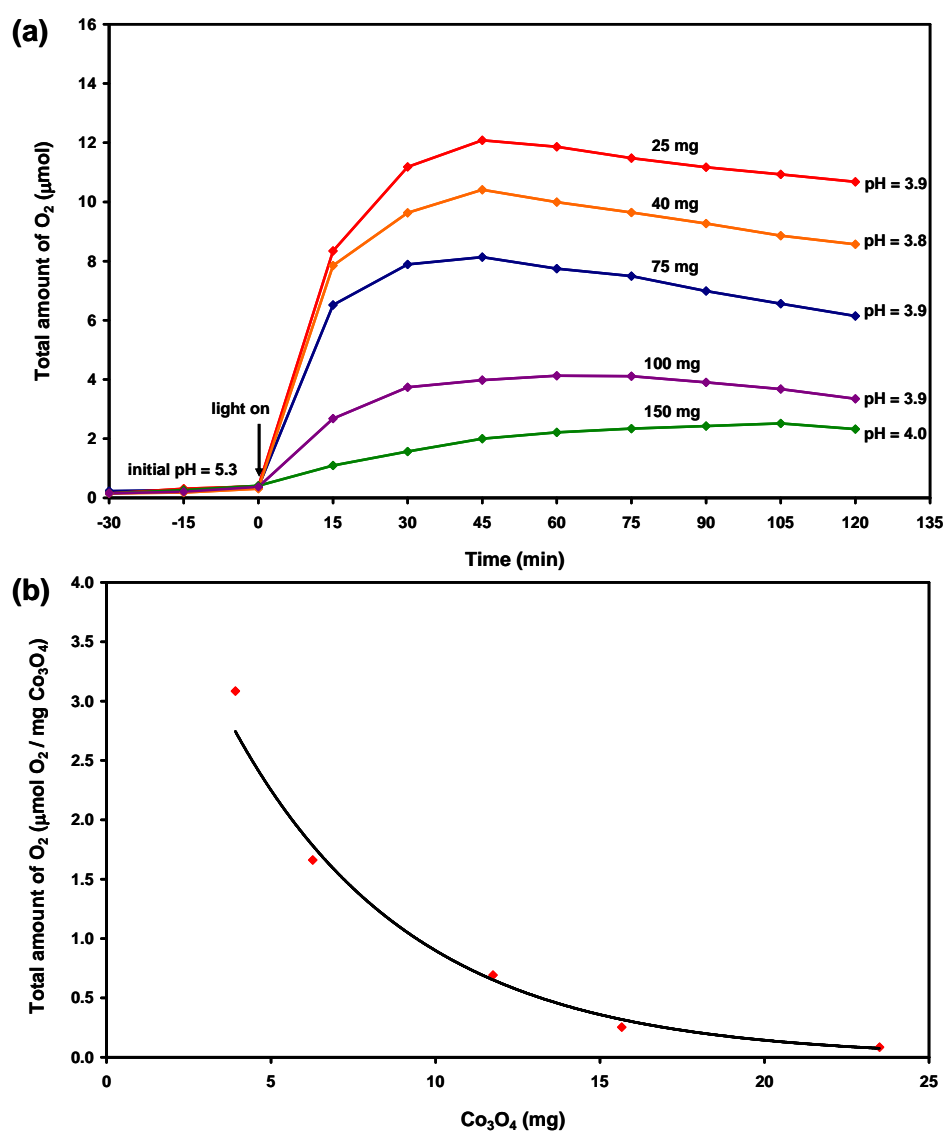 (a)
16
14
12
10
8
6
4
2
0
Total amount of O₂ (μmol)
25 mg
40 mg
75 mg
100 mg
150 mg
pH = 3.9
pH = 3.8
pH = 3.9
pH = 3.9
pH = 4.0
light on
initial pH = 5.3
-30 -15 0 15 30 45 60 75 90 105 120 135
Time (min)
(b)
4.0
3.5
3.0
2.5
2.0
1.5
1.0
0.5
0.0
Total amount of O₂ (μmol O₂ / mg Co₃O₄)
0 5 10 15 20 25
Co₃O₄ (mg)